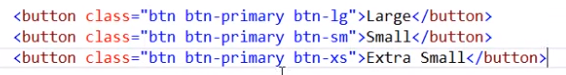 <button class="btn btn-primary btn-lg">Large</button>
<button class="btn btn-primary btn-sm">Small</button>
<button class="btn btn-primary btn-xs">Extra Small</button>